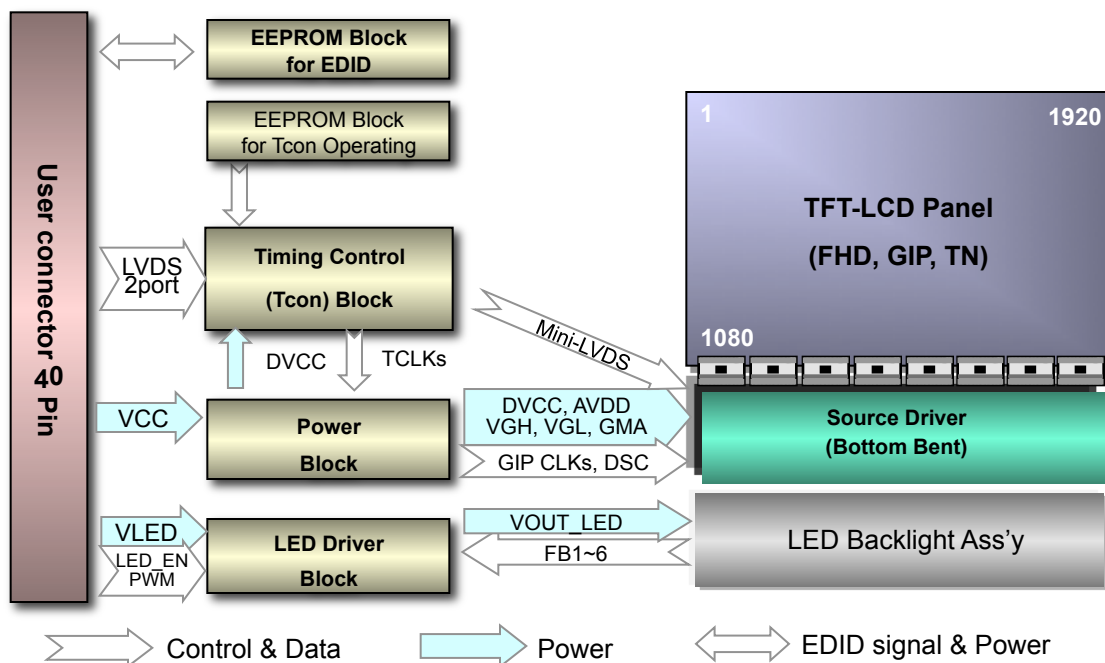 User connector 40 Pin
EEPROM Block
for EDID
EEPROM Block
for Tcon Operating
LVDS
2port
Timing Control
(Tcon) Block
DVCC
TCLKs
Mini-LVDS
1
1920
TFT-LCD Panel
(FHD, GIP, TN)
1080
VCC
Power
Block
DVCC, AVDD
VGH, VGL, GMA
GIP CLKs, DSC
Source Driver
(Bottom Bent)
VLED
LED_EN
PWM
LED Driver
Block
VOUT_LED
FB1~6
LED Backlight Ass’y
Control & Data
Power
EDID signal & Power